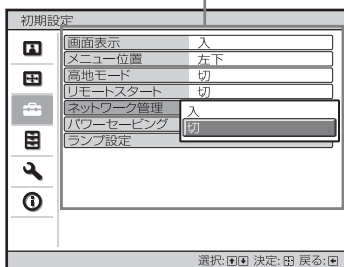 初期設定
画面表示 入
メニュー位置 左下
高地モード 切
リモートスタート 切
ネットワーク管理 入
切
パワーセービング
ランプ設定
選択: 決定: 戻る: